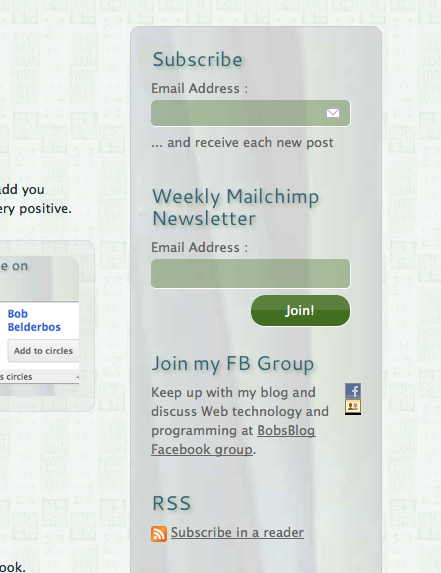 Subscribe
Email Address :
... and receive each new post
add you
ery positive.
Weekly Mailchimp
Newsletter
Email Address :
Join!
e on
Bob
Belderbos
Add to circles
s circles
Join my FB Group
Keep up with my blog and
discuss Web technology and
programming at BobsBlog
Facebook group.
RSS
Subscribe in a reader
ook.